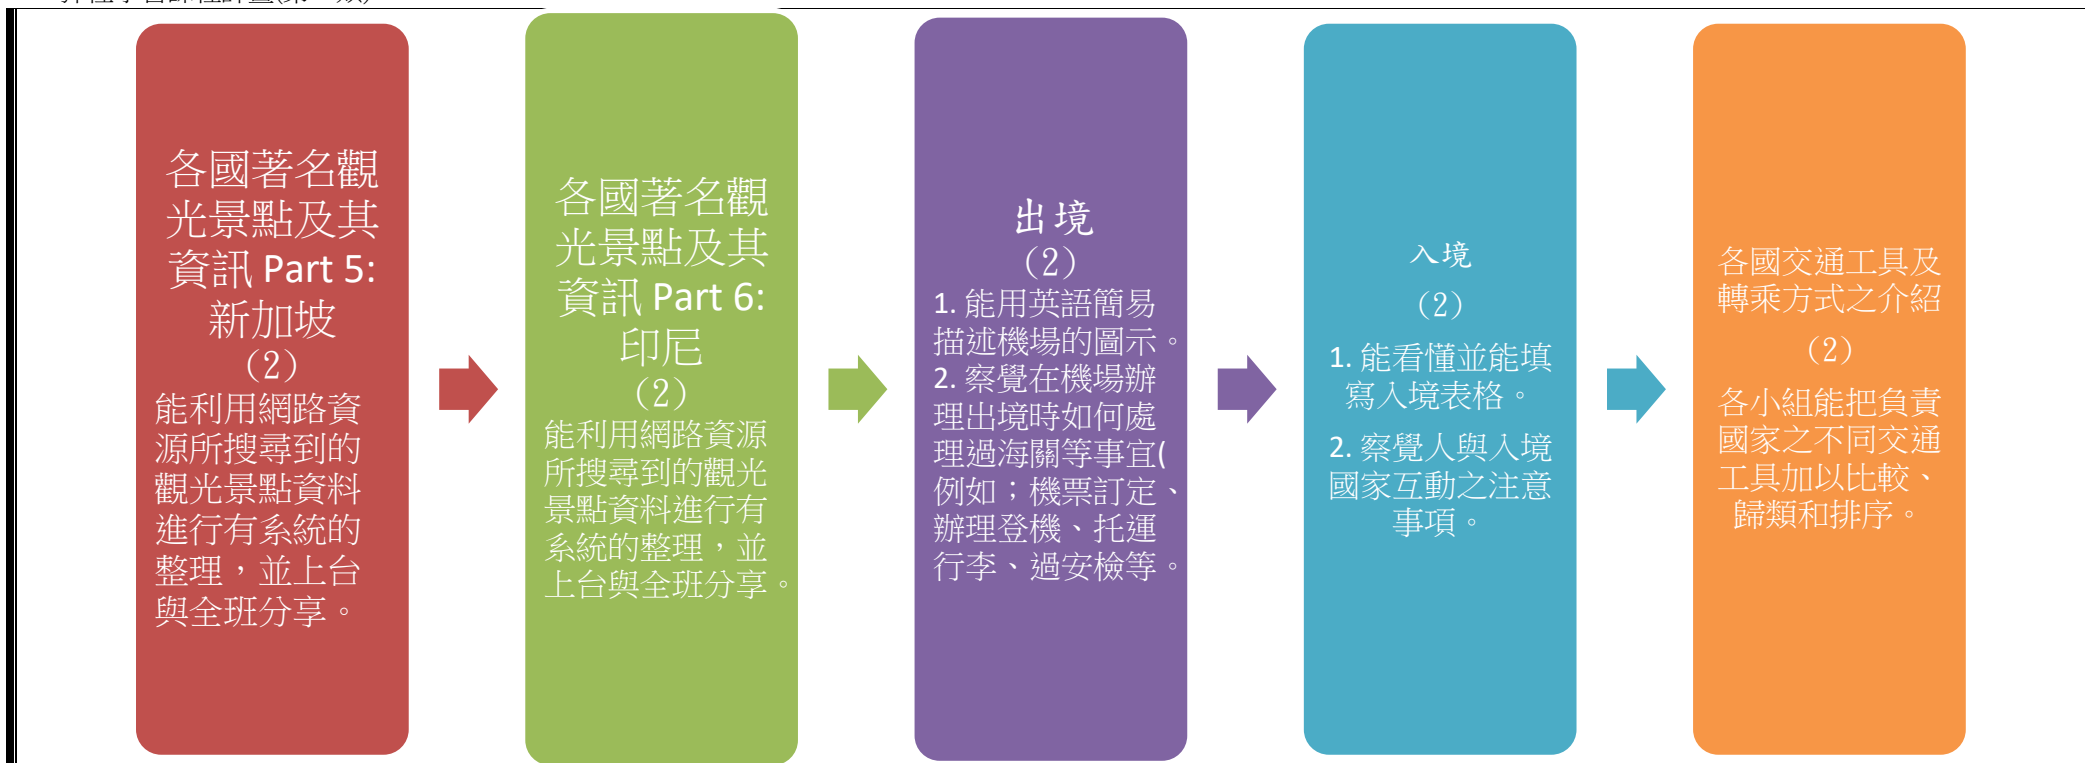 各國著名觀
光景點及其
資訊 Part 5:
新加坡
(2)
能利用網路資
源所搜尋到的
觀光景點資料
進行有系統的
整理，並上台
與全班分享。
各國著名觀
光景點及其
資訊 Part 6:
印尼
(2)
能利用網路資源
所搜尋到的觀光
景點資料進行有
系統的整理，並
上台與全班分享。
出境
(2)
1. 能用英語簡易
描述機場的圖示。
2. 察覺在機場辦
理出境時如何處
理過海關等事宜(
例如；機票訂定、
辦理登機、托運
行李、過安檢等。
入境
(2)
1. 能看懂並能填
寫入境表格。
2. 察覺人與入境
國家互動之注意
事項。
各國交通工具及
轉乘方式之介紹
(2)
各小組能把負責
國家之不同交通
工具加以比較、
歸類和排序。